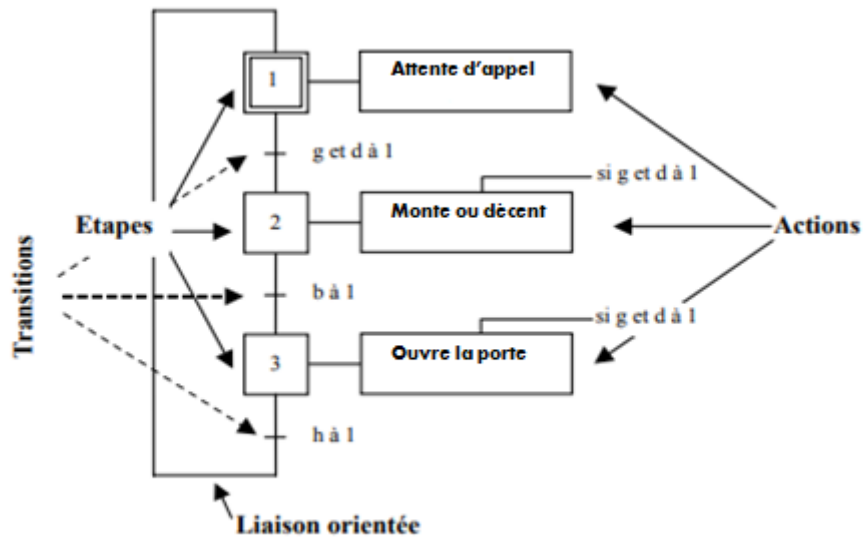 1
Attente d'appel
g et d à 1
si g et d à 1
Etapes
2
Monte ou dècent
Actions
Transitions
b à 1
si g et d à 1
3
Ouvre la porte
h à 1
Liaison orientée